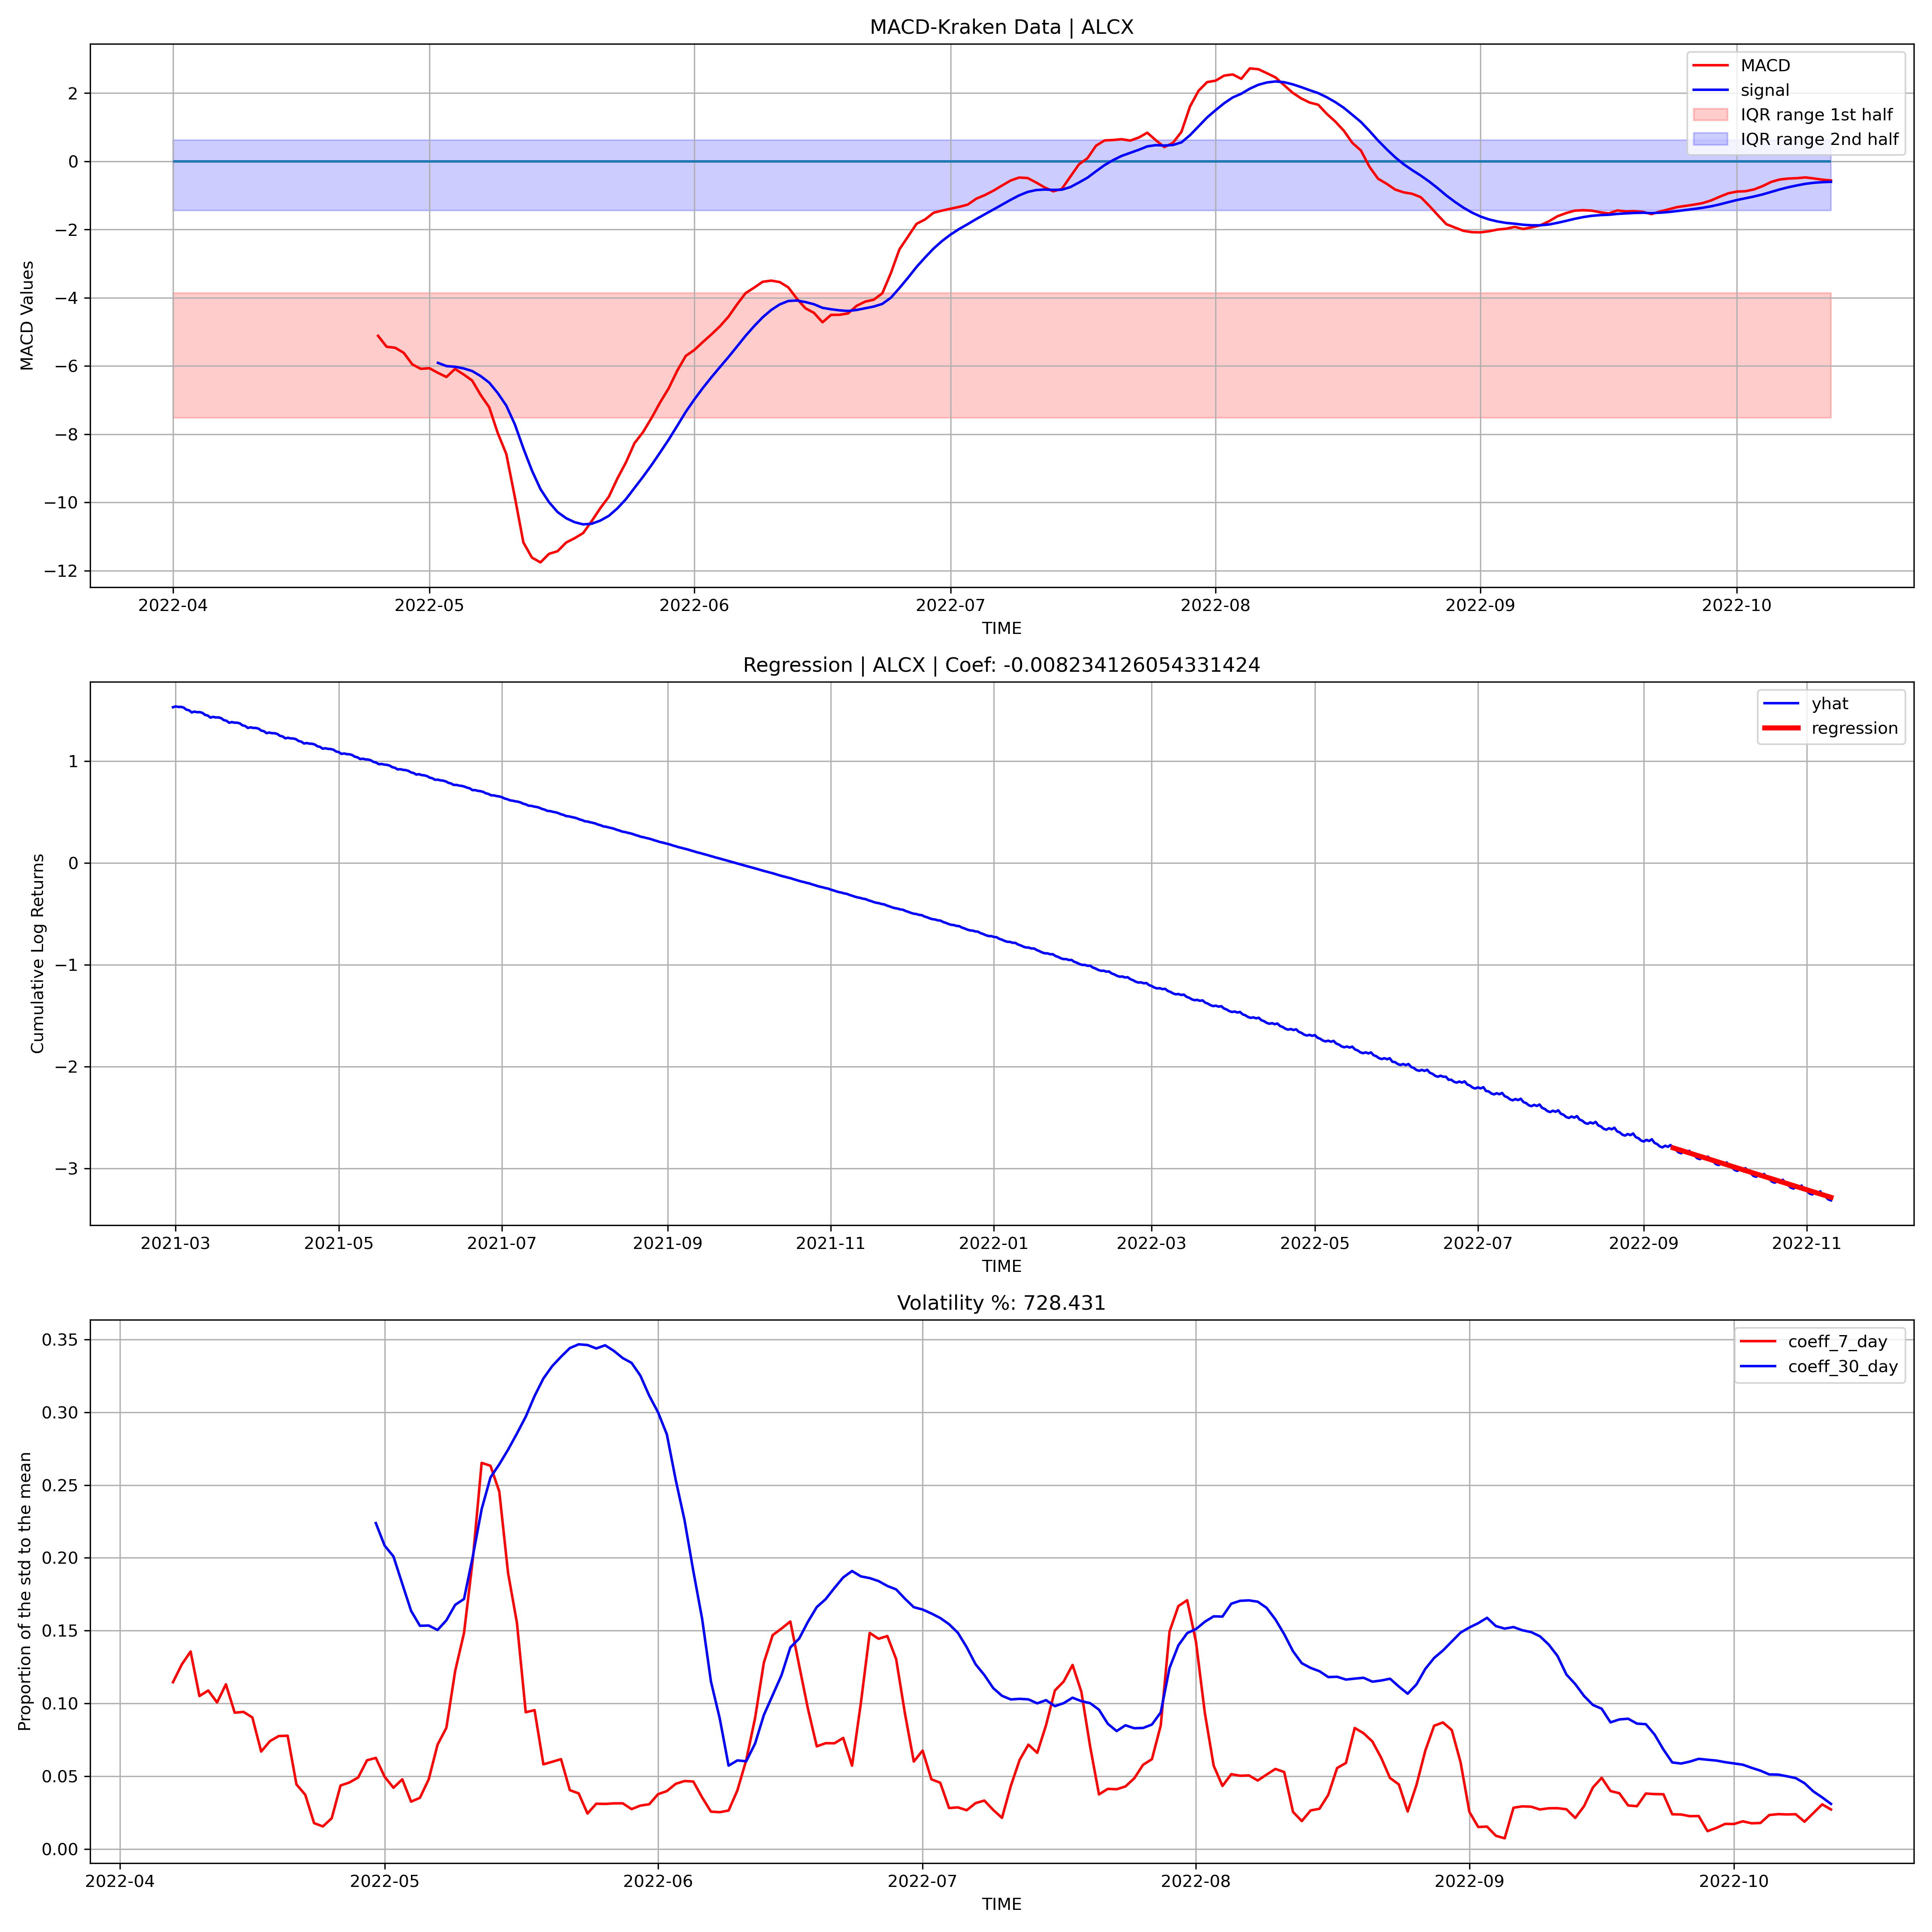 MACD-Kraken Data | ALCX
MACD
signal
IQR range 1st half
IQR range 2nd half
2
0
−2
−4
−6
−8
−10
−12
MACD Values
2022-04 2022-05 2022-06 2022-07 2022-08 2022-09 2022-10
TIME
Regression | ALCX | Coef: -0.008234126054331424
yhat
regression
1
0
−1
−2
−3
Cumulative Log Returns
2021-03 2021-05 2021-07 2021-09 2021-11 2022-01 2022-03 2022-05 2022-07 2022-09 2022-11
TIME
Volatility %: 728.431
coeff_7_day
coeff_30_day
0.35
0.30
0.25
0.20
0.15
0.10
0.05
0.00
Proportion of the std to the mean
2022-04 2022-05 2022-06 2022-07 2022-08 2022-09 2022-10
TIME